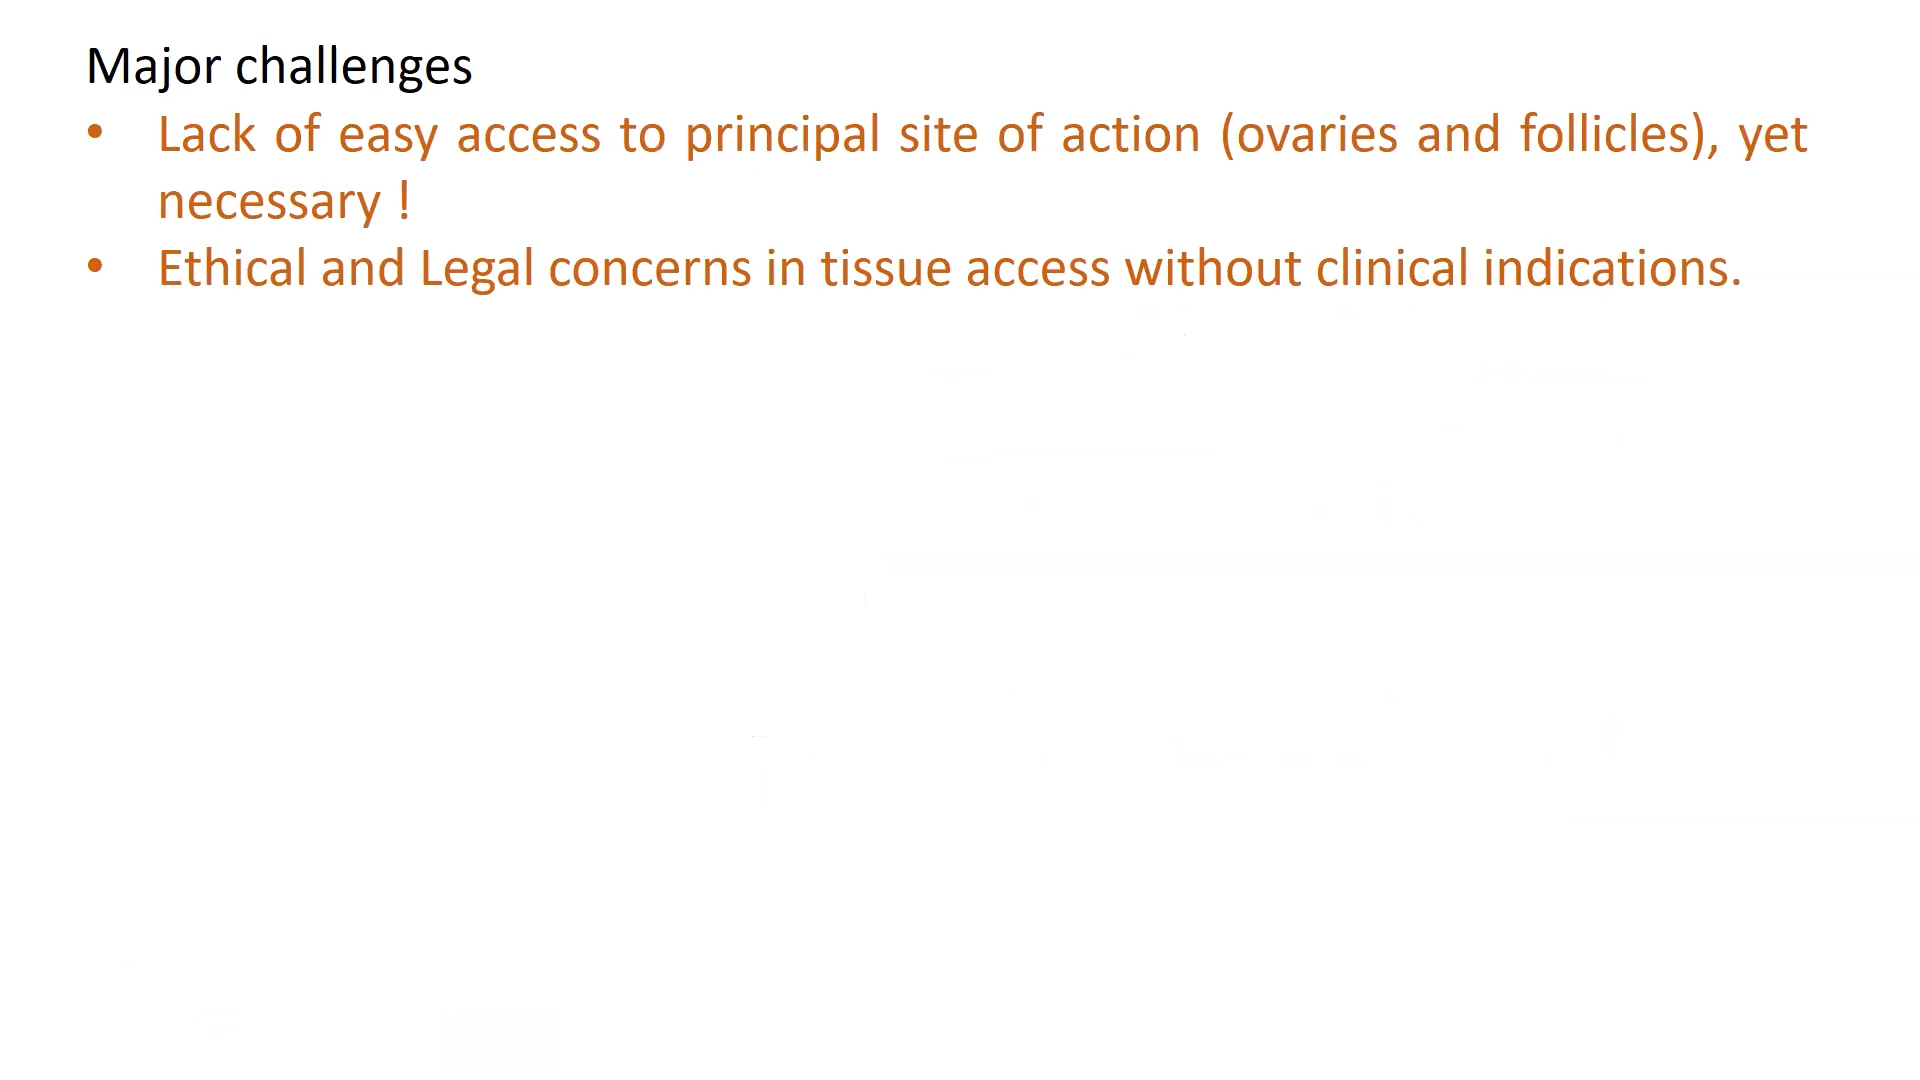 Major challenges
• Lack of easy access to principal site of action (ovaries and follicles), yet
necessary !
• Ethical and Legal concerns in tissue access without clinical indications.